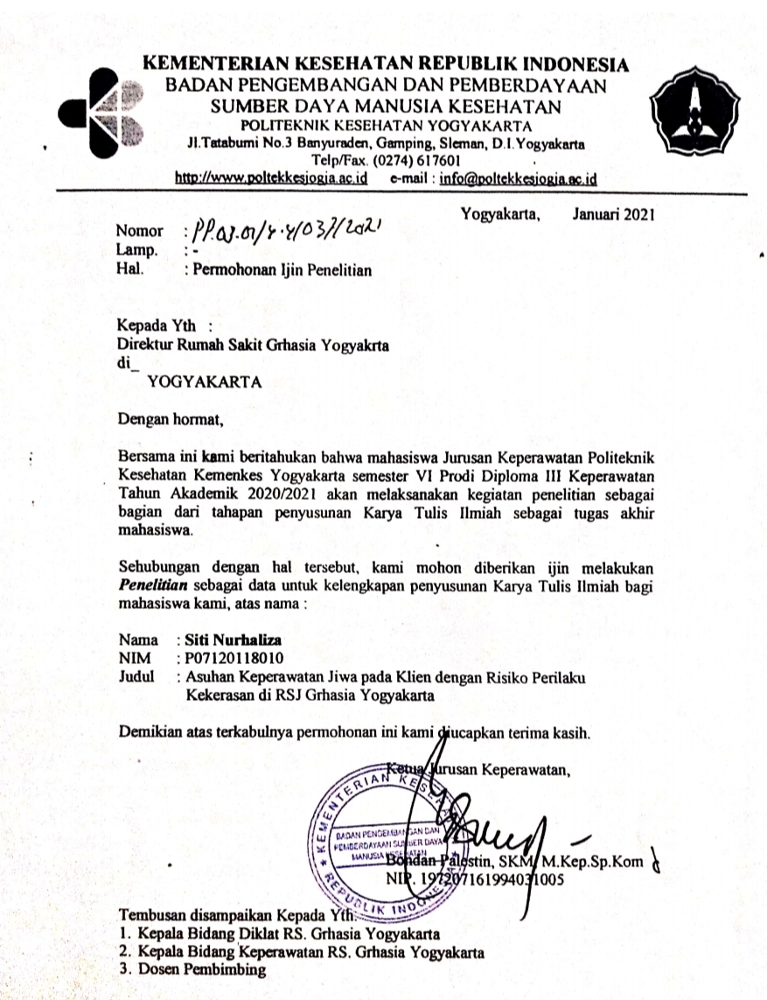 KEMENTERIAN KESEHATAN REPUBLIK INDONESIA
BADAN PENGEMBANGAN DAN PEMBERDAYAAN
SUMBER DAYA MANUSIA KESEHATAN
POLITEKNIK KESEHATAN YOGYAKARTA
Jl.Tatabumi No.3 Banyuraden, Gamping, Sleman, D.I.Yogyakarta
Telp/Fax. (0274) 617601
http://www.poltekkesjogja.ac.id e-mail : info@poltekkesjogja.ac.id
Yogyakarta, Januari 2021
Nomor :
Lamp. : -
Hal. : Permohonan Ijin Penelitian
Kepada Yth :
Direktur Rumah Sakit Grhasia Yogyakrta
di_
YOGYAKARTA
Dengan hormat,
Bersama ini kami beritahukan bahwa mahasiswa Jurusan Keperawatan Politeknik
Kesehatan Kemenkes Yogyakarta semester VI Prodi Diploma III Keperawatan
Tahun Akademik 2020/2021 akan melaksanakan kegiatan penelitian sebagai
bagian dari tahapan penyusunan Karya Tulis Ilmiah sebagai tugas akhir
mahasiswa.
Sehubungan dengan hal tersebut, kami mohon diberikan ijin melakukan
Penelitian sebagai data untuk kelengkapan penyusunan Karya Tulis Ilmiah bagi
mahasiswa kami, atas nama :
Nama : Siti Nurhaliza
NIM : P07120118010
Judul : Asuhan Keperawatan Jiwa pada Klien dengan Risiko Perilaku
Kekerasan di RSJ Grhasia Yogyakarta
Demikian atas terkabulnya permohonan ini kami diucapkan terima kasih.
Ketua Jurusan Keperawatan,
KEMENTERIAN KESEHATAN
BADAN PENGEMBANGAN DAN
PEMBERDAYAAN SUMBER DAYA
MANUSIA KESEHATAN
REPUBLIK INDONESIA
Bondan Palestin, SKM, M.Kep.Sp.Kom
NIP. 197207161994031005
Tembusan disampaikan Kepada Yth.
1. Kepala Bidang Diklat RS. Grhasia Yogyakarta
2. Kepala Bidang Keperawatan RS. Grhasia Yogyakarta
3. Dosen Pembimbing